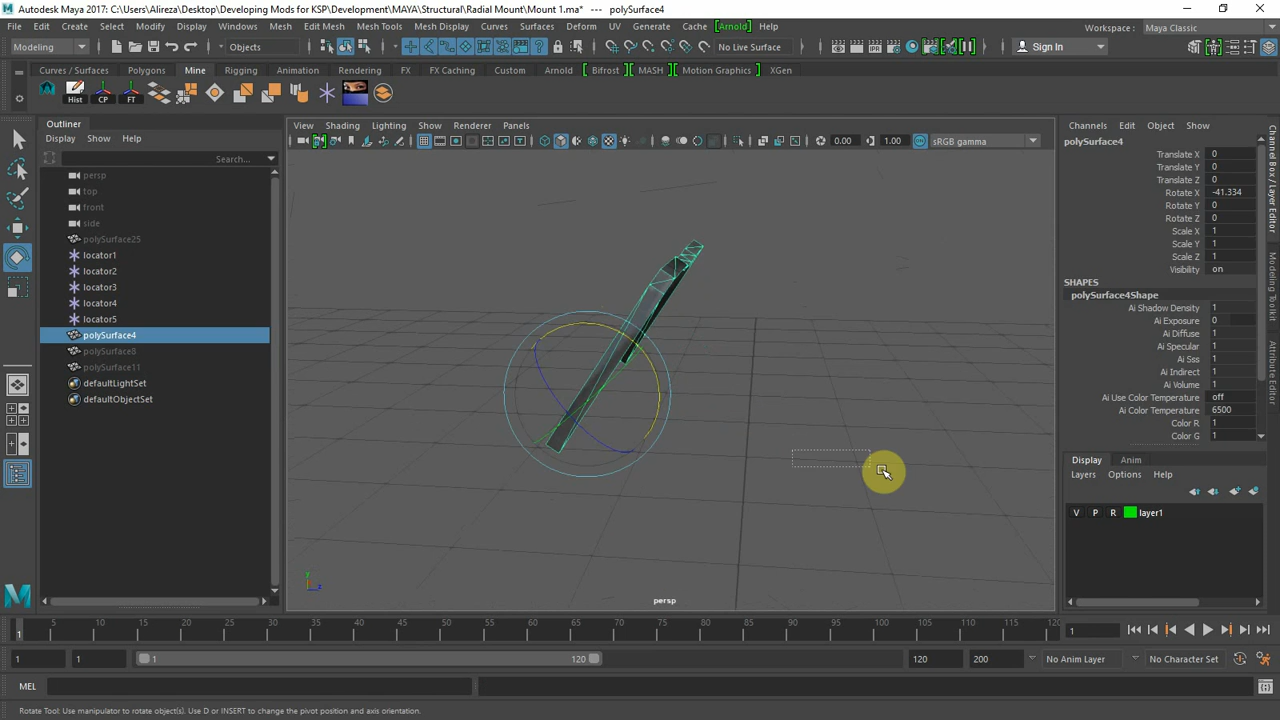 Autodesk Maya 2017: C:\Users\Alireza\Desktop\Developing Mods for KSP\Development\MAYA\Structural\Radial Mount\Mount 1.ma* --- polySurface4
File Edit Create Select Modify Display Windows Mesh Edit Mesh Mesh Tools Mesh Display Curves Surfaces Deform UV Generate Cache [Arnold] Help Workspace : Maya Classic
Modeling Objects No Live Surface Sign In
Curves / Surfaces Polygons Mine Rigging Animation Rendering FX FX Caching Custom Arnold Bifrost MASH Motion Graphics XGen
Hist CP FT
Outliner
Display Show Help
Search...
persp
top
front
side
polySurface25
locator1
locator2
locator3
locator4
locator5
polySurface4
polySurface8
polySurface11
defaultLightSet
defaultObjectSet
View Shading Lighting Show Renderer Panels
0.00 1.00 sRGB gamma
persp
Channels Edit Object Show
polySurface4
Translate X 0
Translate Y 0
Translate Z 0
Rotate X -41.334
Rotate Y 0
Rotate Z 0
Scale X 1
Scale Y 1
Scale Z 1
Visibility on
SHAPES
polySurface4Shape
Ai Shadow Density 1
Ai Exposure 0
Ai Diffuse 1
Ai Specular 1
Ai Sss 1
Ai Indirect 1
Ai Volume 1
Ai Use Color Temperature off
Ai Color Temperature 6500
Color R 1
Color G 1
Channel Box / Layer Editor
Modeling Toolkit
Attribute Editor
Display Anim
Layers Options Help
V P R layer1
5 10 15 20 25 30 35 40 45 50 55 60 65 70 75 80 85 90 95 100 105 110 115 120
1 1
1 1 1 120 120 200 No Anim Layer No Character Set
MEL
Rotate Tool: Use manipulator to rotate object(s). Use D or INSERT to change the pivot position and axis orientation.